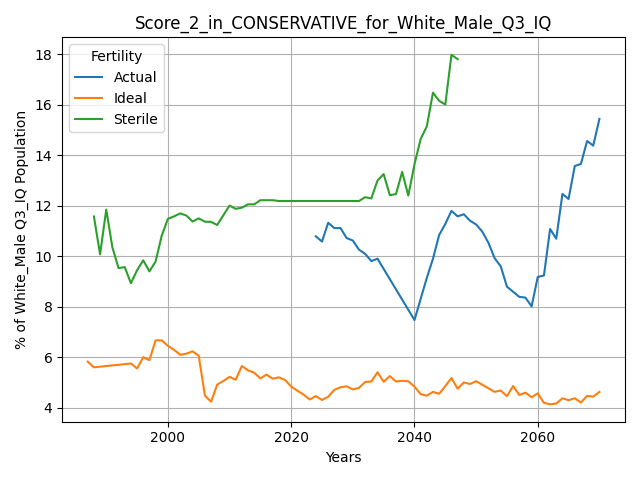 Score_2_in_CONSERVATIVE_for_White_Male_Q3_IQ
Fertility
Actual
Ideal
Sterile
% of White_Male Q3_IQ Population
18
16
14
12
10
8
6
4
2000
2020
2040
2060
Years